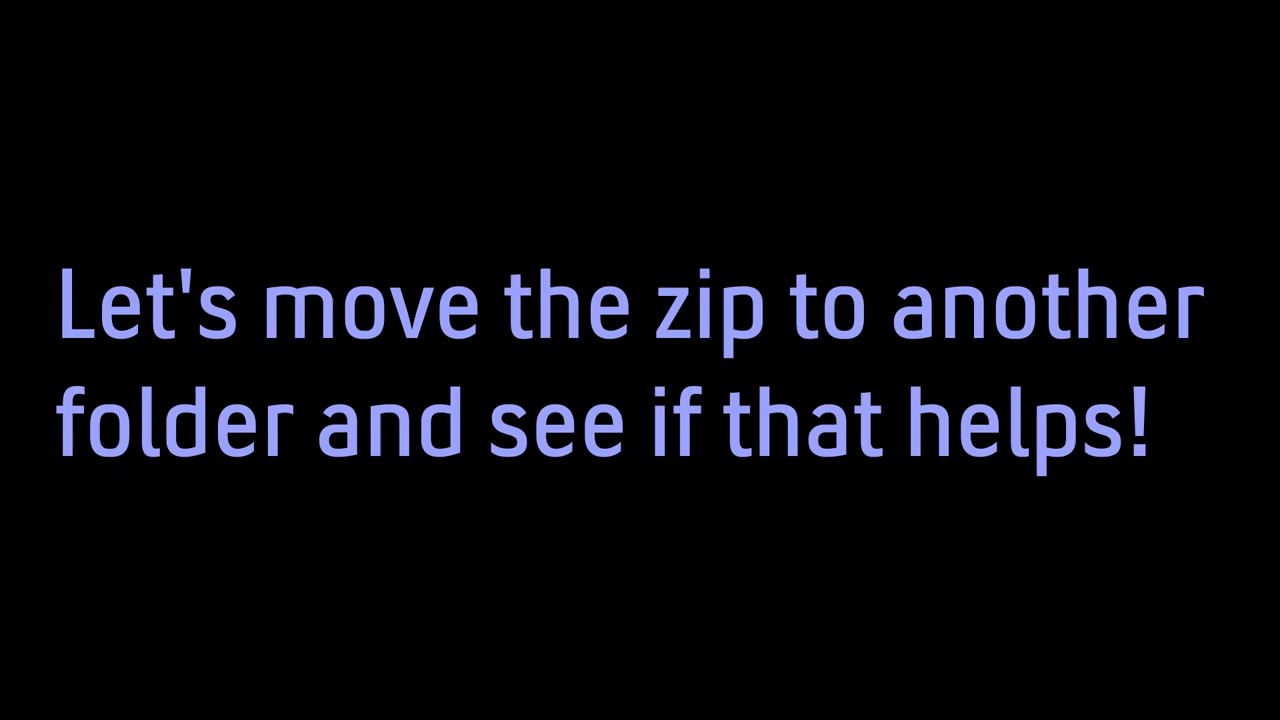 Let's move the zip to another
folder and see if that helps!